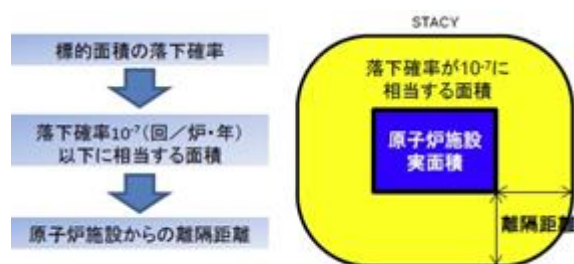 標的面積の落下確率
落下確率10⁻⁷(回/炉・年)
以下に相当する面積
原子炉施設からの離隔距離
STACY
落下確率が10⁻⁷に
相当する面積
原子炉施設
実面積
離隔距離